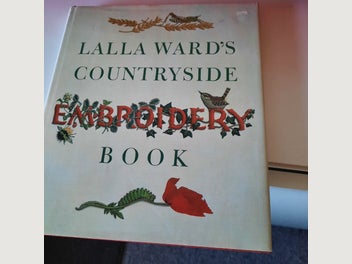 LALLA WARD'S
COUNTRYSIDE
EMBROIDERY
BOOK